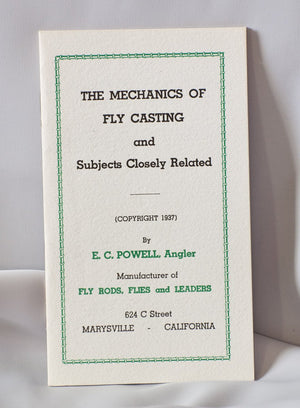 THE MECHANICS OF
FLY CASTING
and
Subjects Closely Related
(COPYRIGHT 1937)
By
E. C. POWELL, Angler
Manufacturer of
FLY RODS, FLIES and LEADERS
624 C Street
MARYSVILLE - CALIFORNIA